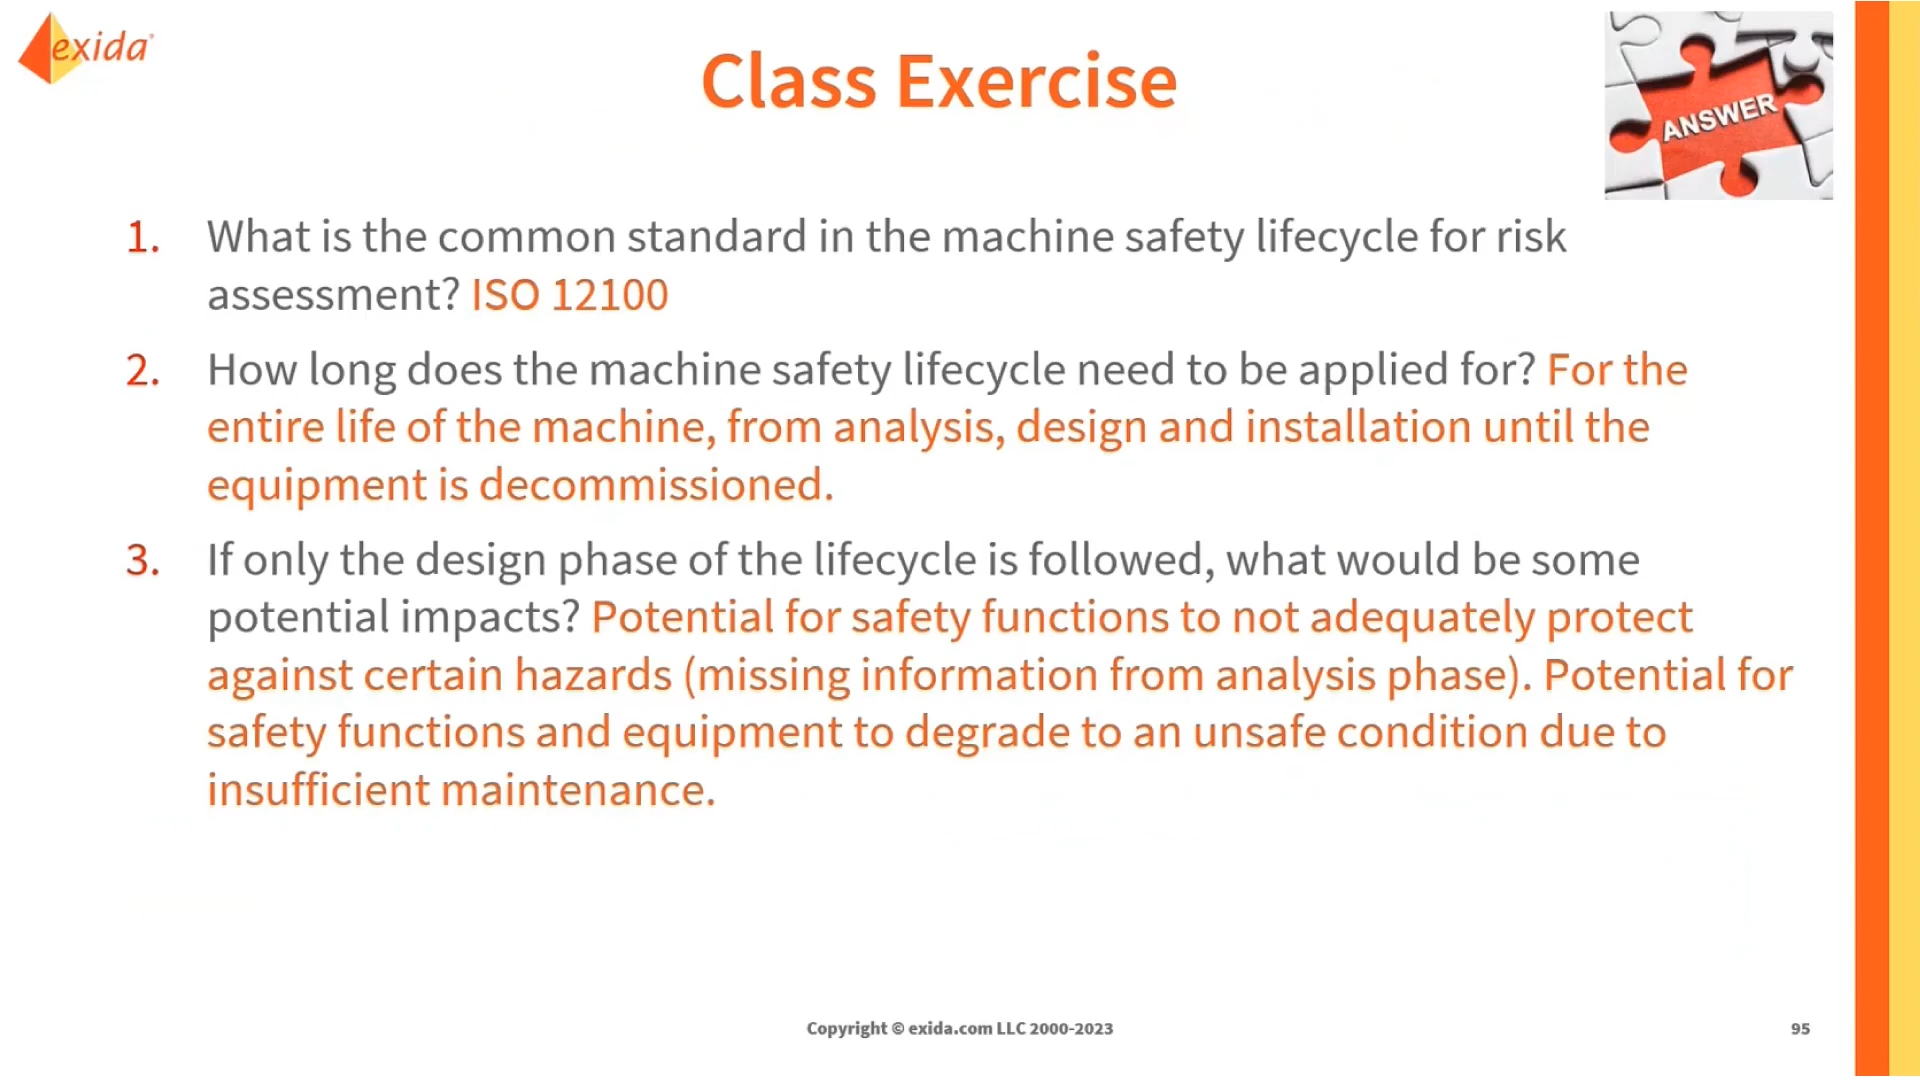 exida
Class Exercise
ANSWER
1. What is the common standard in the machine safety lifecycle for risk
assessment? ISO 12100
2. How long does the machine safety lifecycle need to be applied for? For the
entire life of the machine, from analysis, design and installation until the
equipment is decommissioned.
3. If only the design phase of the lifecycle is followed, what would be some
potential impacts? Potential for safety functions to not adequately protect
against certain hazards (missing information from analysis phase). Potential for
safety functions and equipment to degrade to an unsafe condition due to
insufficient maintenance.
Copyright © exida.com LLC 2000-2023
95